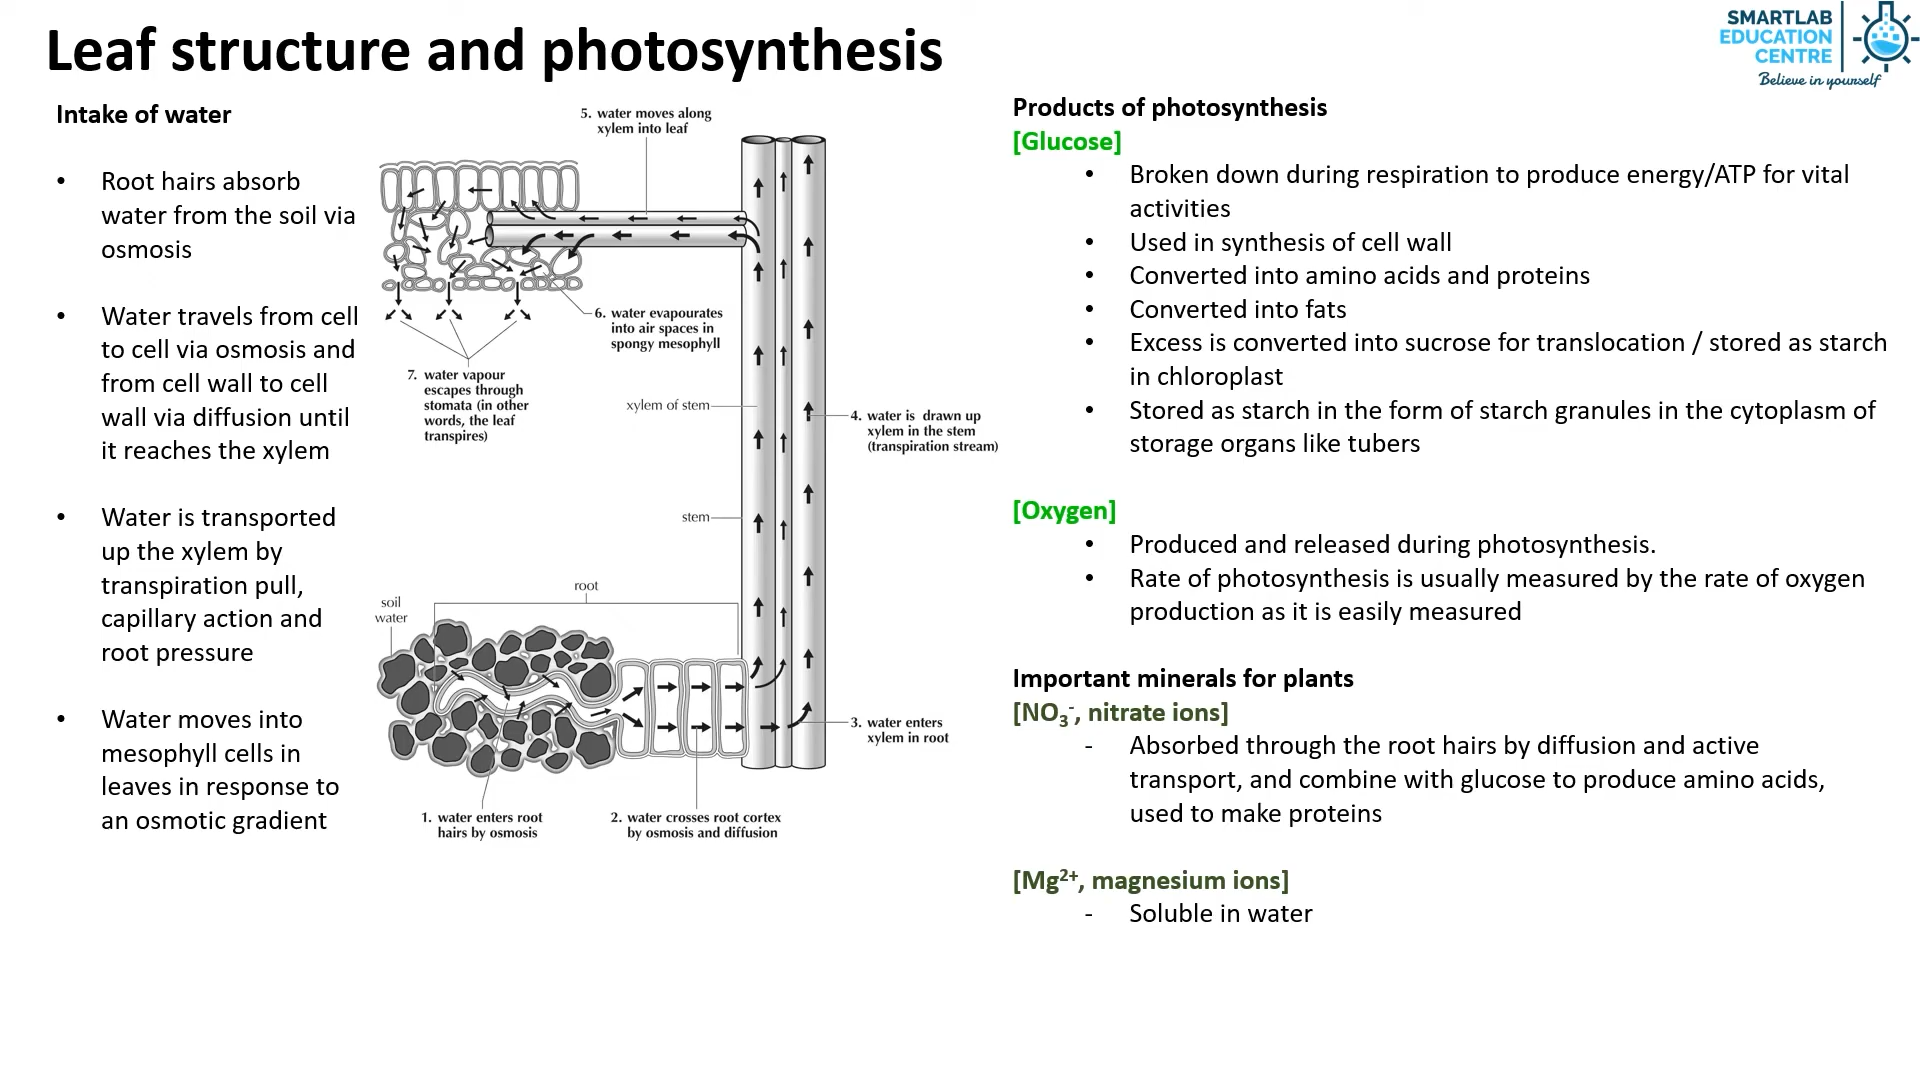 Leaf structure and photosynthesis
SMARTLAB
EDUCATION
CENTRE
Believe in yourself
Intake of water
• Root hairs absorb
water from the soil via
osmosis
• Water travels from cell
to cell via osmosis and
from cell wall to cell
wall via diffusion until
it reaches the xylem
• Water is transported
up the xylem by
transpiration pull,
capillary action and
root pressure
• Water moves into
mesophyll cells in
leaves in response to
an osmotic gradient
5. water moves along
xylem into leaf
6. water evapourates
into air spaces in
spongy mesophyll
7. water vapour
escapes through
stomata (in other
words, the leaf
transpires)
xylem of stem
4. water is drawn up
xylem in the stem
(transpiration stream)
stem
root
soil
water
3. water enters
xylem in root
1. water enters root
hairs by osmosis
2. water crosses root cortex
by osmosis and diffusion
Products of photosynthesis
[Glucose]
• Broken down during respiration to produce energy/ATP for vital
activities
• Used in synthesis of cell wall
• Converted into amino acids and proteins
• Converted into fats
• Excess is converted into sucrose for translocation / stored as starch
in chloroplast
• Stored as starch in the form of starch granules in the cytoplasm of
storage organs like tubers
[Oxygen]
• Produced and released during photosynthesis.
• Rate of photosynthesis is usually measured by the rate of oxygen
production as it is easily measured
Important minerals for plants
[NO₃⁻, nitrate ions]
- Absorbed through the root hairs by diffusion and active
transport, and combine with glucose to produce amino acids,
used to make proteins
[Mg²⁺, magnesium ions]
- Soluble in water